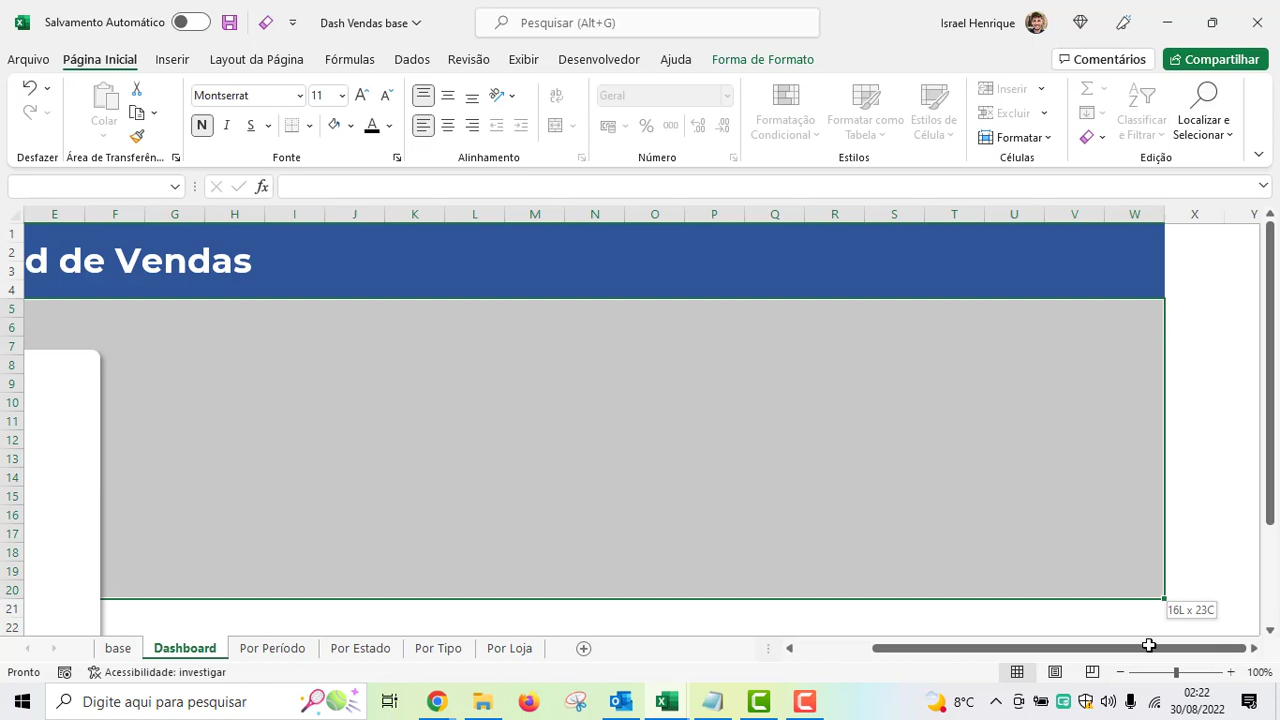 Salvamento Automático
Dash Vendas base
Pesquisar (Alt+G)
Israel Henrique
Arquivo
Página Inicial
Inserir
Layout da Página
Fórmulas
Dados
Revisão
Exibir
Desenvolvedor
Ajuda
Forma de Formato
Comentários
Compartilhar
Colar
Montserrat
11
N
I
S
A
Geral
%
000
Formatação
Condicional
Formatar como
Tabela
Estilos de
Célula
Inserir
Excluir
Formatar
Classificar
e Filtrar
Localizar e
Selecionar
Desfazer
Área de Transferên...
Fonte
Alinhamento
Número
Estilos
Células
Edição
fx
E F G H I J K L M N O P Q R S T U V W X Y
1
2
3
4
5
6
7
8
9
10
11
12
13
14
15
16
17
18
19
20
21
22
d de Vendas
16L x 23C
base
Dashboard
Por Período
Por Estado
Por Tipo
Por Loja
Pronto
Acessibilidade: investigar
100%
Digite aqui para pesquisar
8°C
02:22
30/08/2022